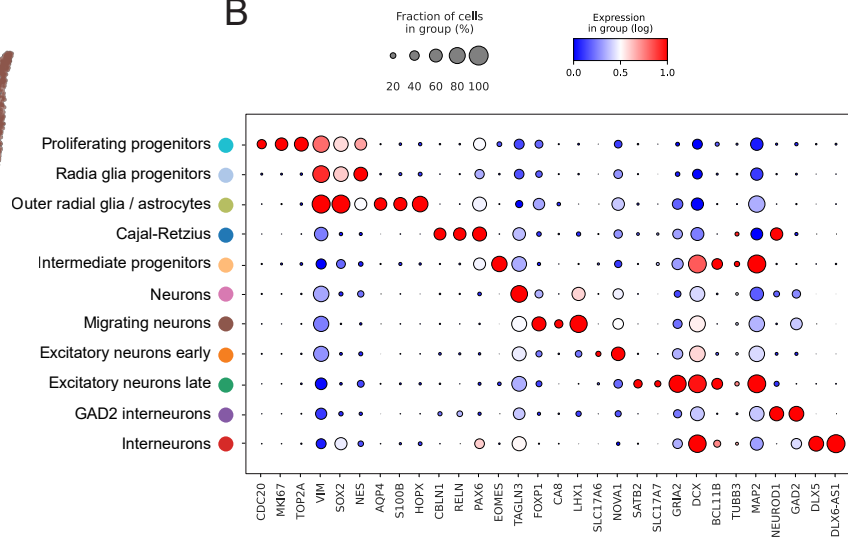 B
Fraction of cells
in group (%)
20 40 60 80 100
Expression
in group (log)
0.0 0.5 1.0
Proliferating progenitors
Radia glia progenitors
Outer radial glia / astrocytes
Cajal-Retzius
Intermediate progenitors
Neurons
Migrating neurons
Excitatory neurons early
Excitatory neurons late
GAD2 interneurons
Interneurons
CDC20
MKI67
TOP2A
VIM
SOX2
NES
AQP4
S100B
HOPX
CBLN1
RELN
PAX6
EOMES
TAGLN3
FOXP1
CA8
LHX1
SLC17A6
NOVA1
SATB2
SLC17A7
GRIA2
DCX
BCL11B
TUBB3
MAP2
NEUROD1
GAD2
DLX5
DLX6-AS1